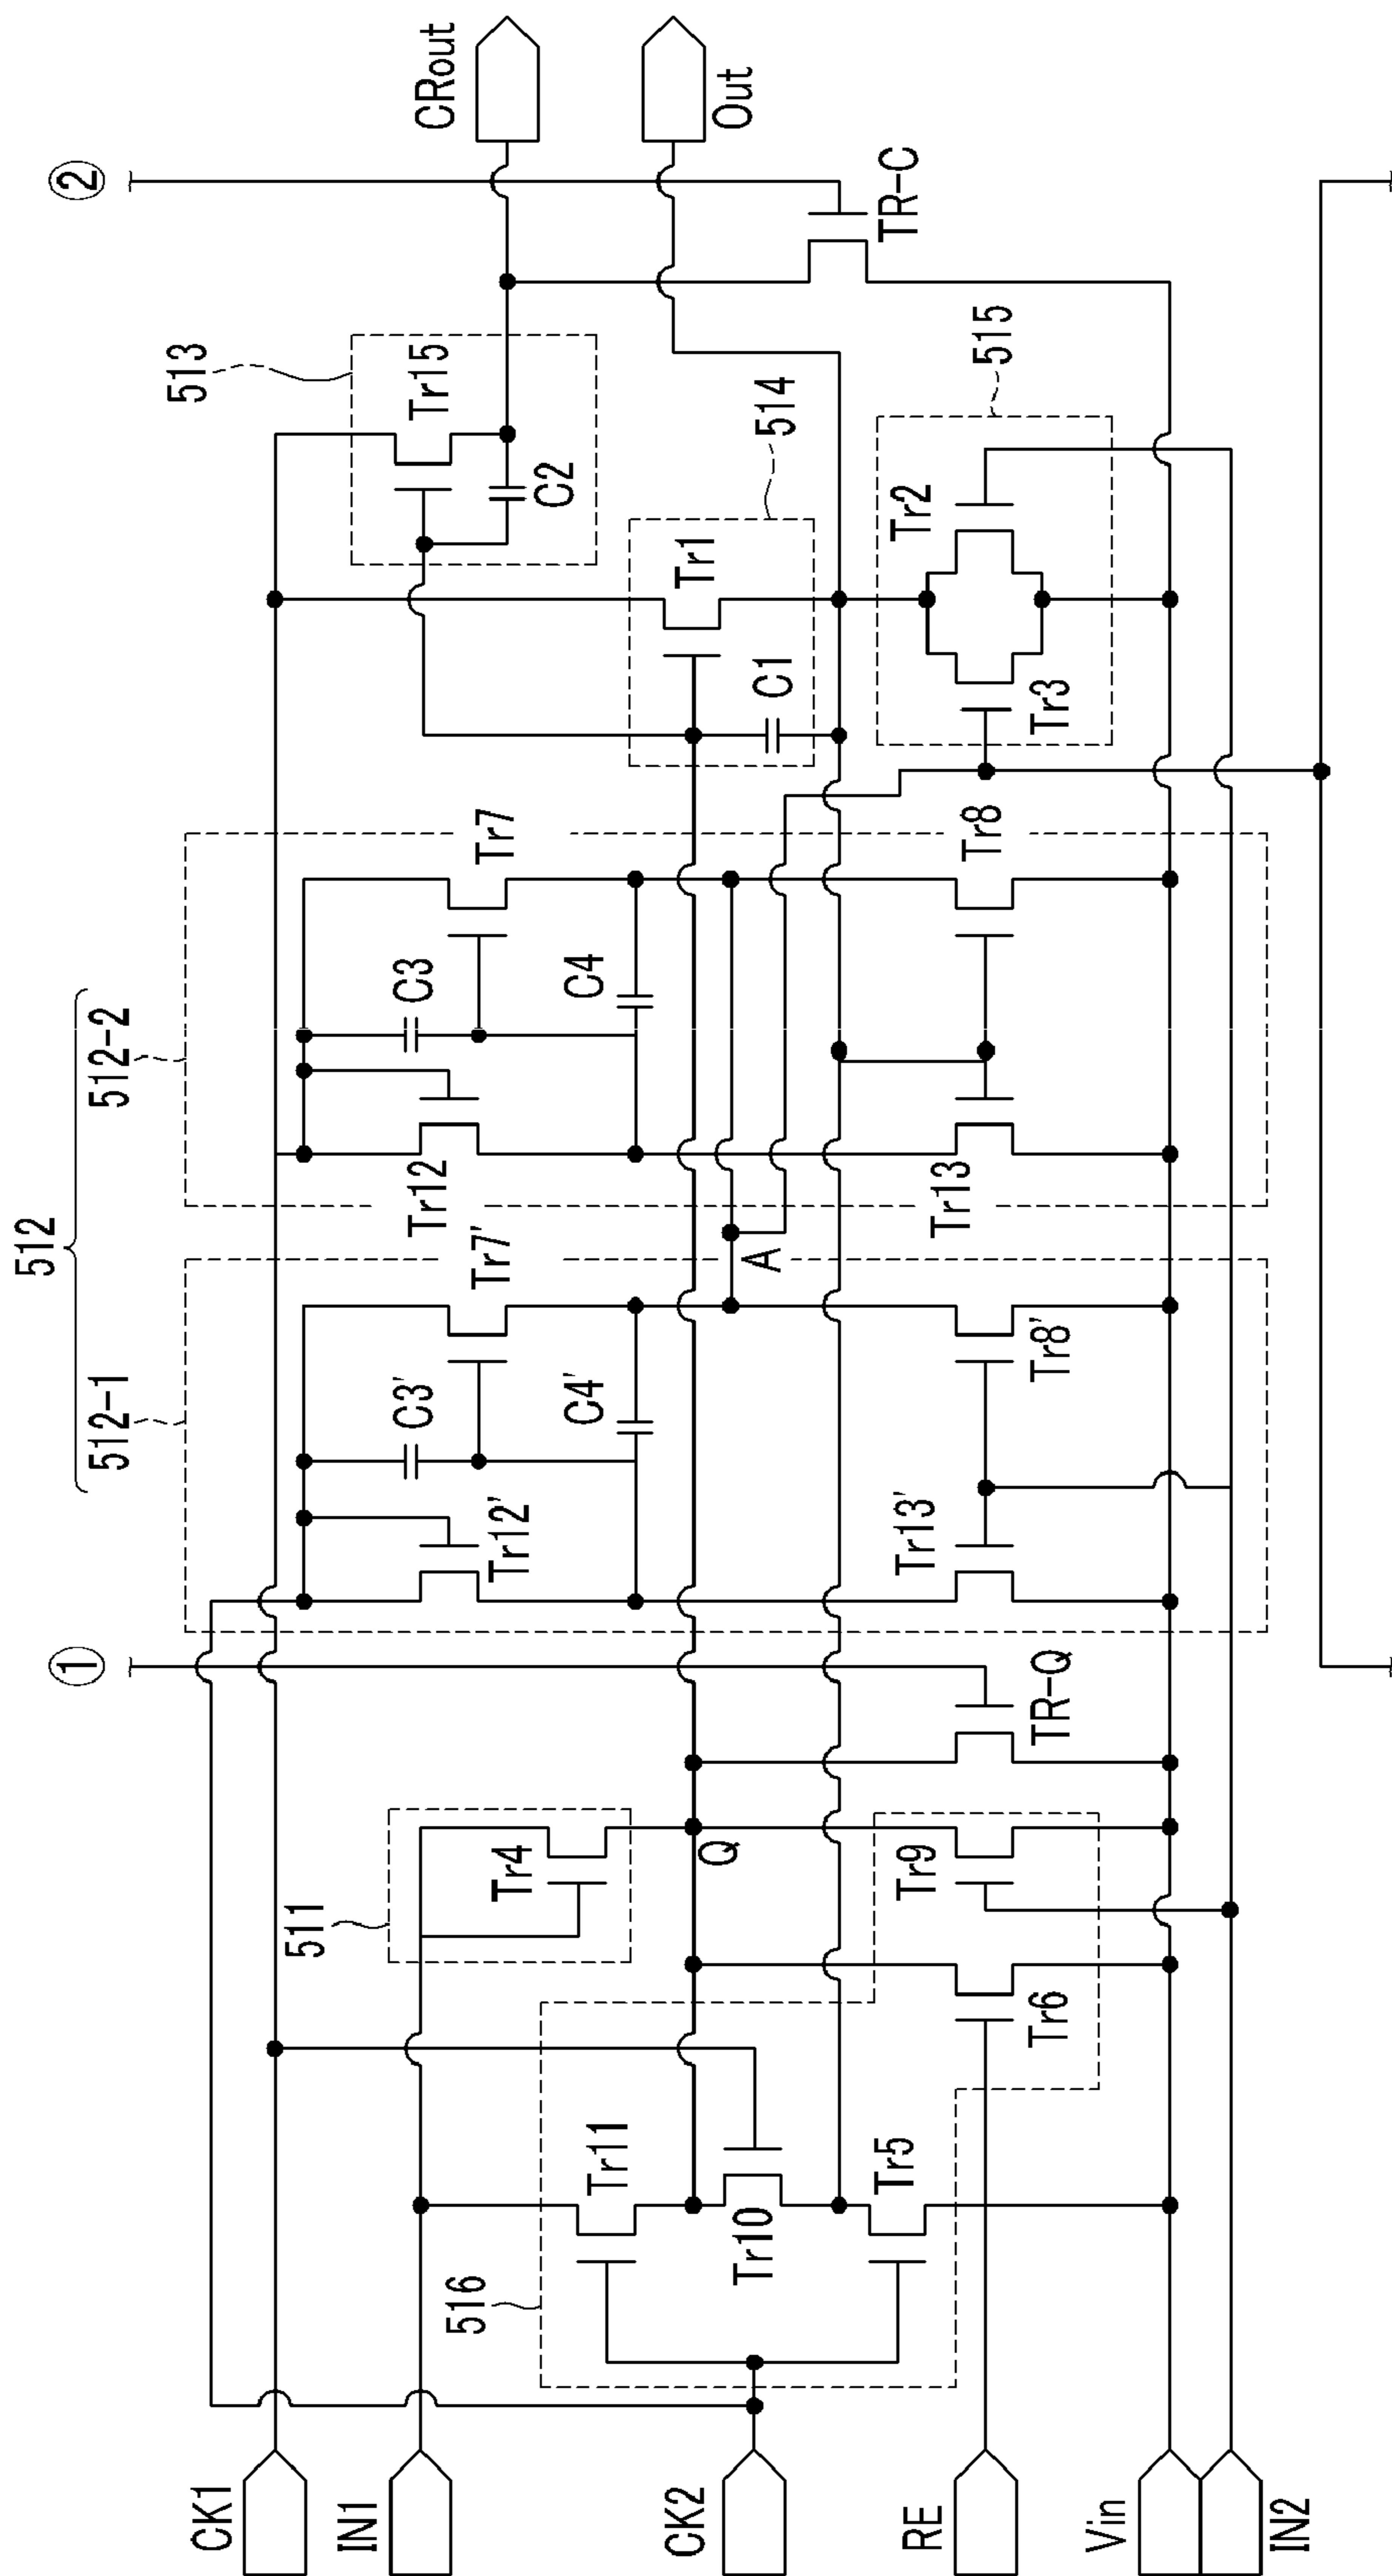 512
512-1
512-2
①
②
513
CRout
Tr15
C2
Out
511
Tr4
Tr12'
C3'
Tr7'
C4'
Tr12
C3
Tr7
C4
514
Tr1
C1
TR-C
516
Tr11
Tr10
Tr5
Q
A
515
Tr2
Tr3
Tr6
Tr9
TR-Q
Tr13'
Tr8'
Tr13
Tr8
CK1
IN1
CK2
RE
Vin
IN2